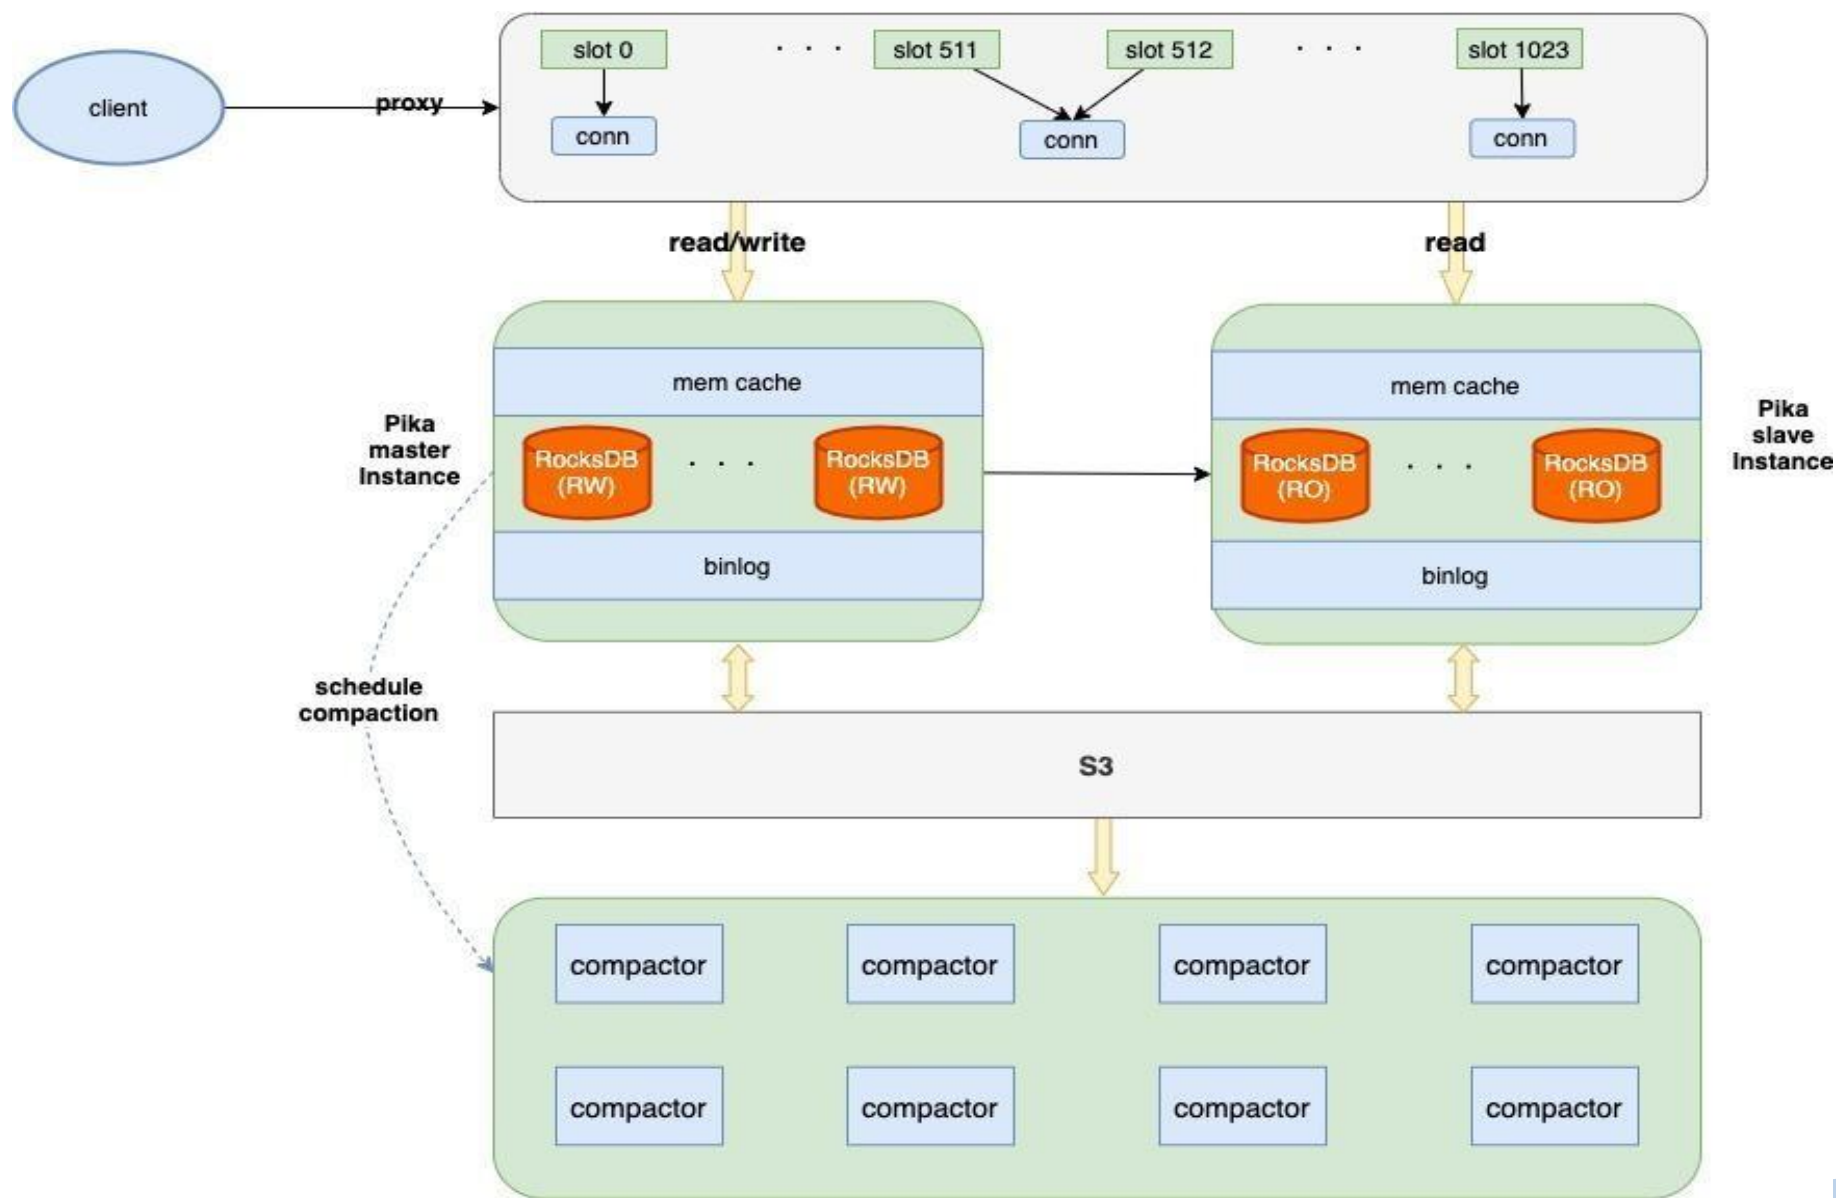 slot 0
. . .
slot 511
slot 512
. . .
slot 1023
client
proxy
conn
conn
conn
read/write
read
mem cache
mem cache
Pika
master
Instance
RocksDB
(RW)
. . .
RocksDB
(RW)
RocksDB
(RO)
. . .
RocksDB
(RO)
Pika
slave
Instance
binlog
binlog
schedule
compaction
S3
compactor
compactor
compactor
compactor
compactor
compactor
compactor
compactor